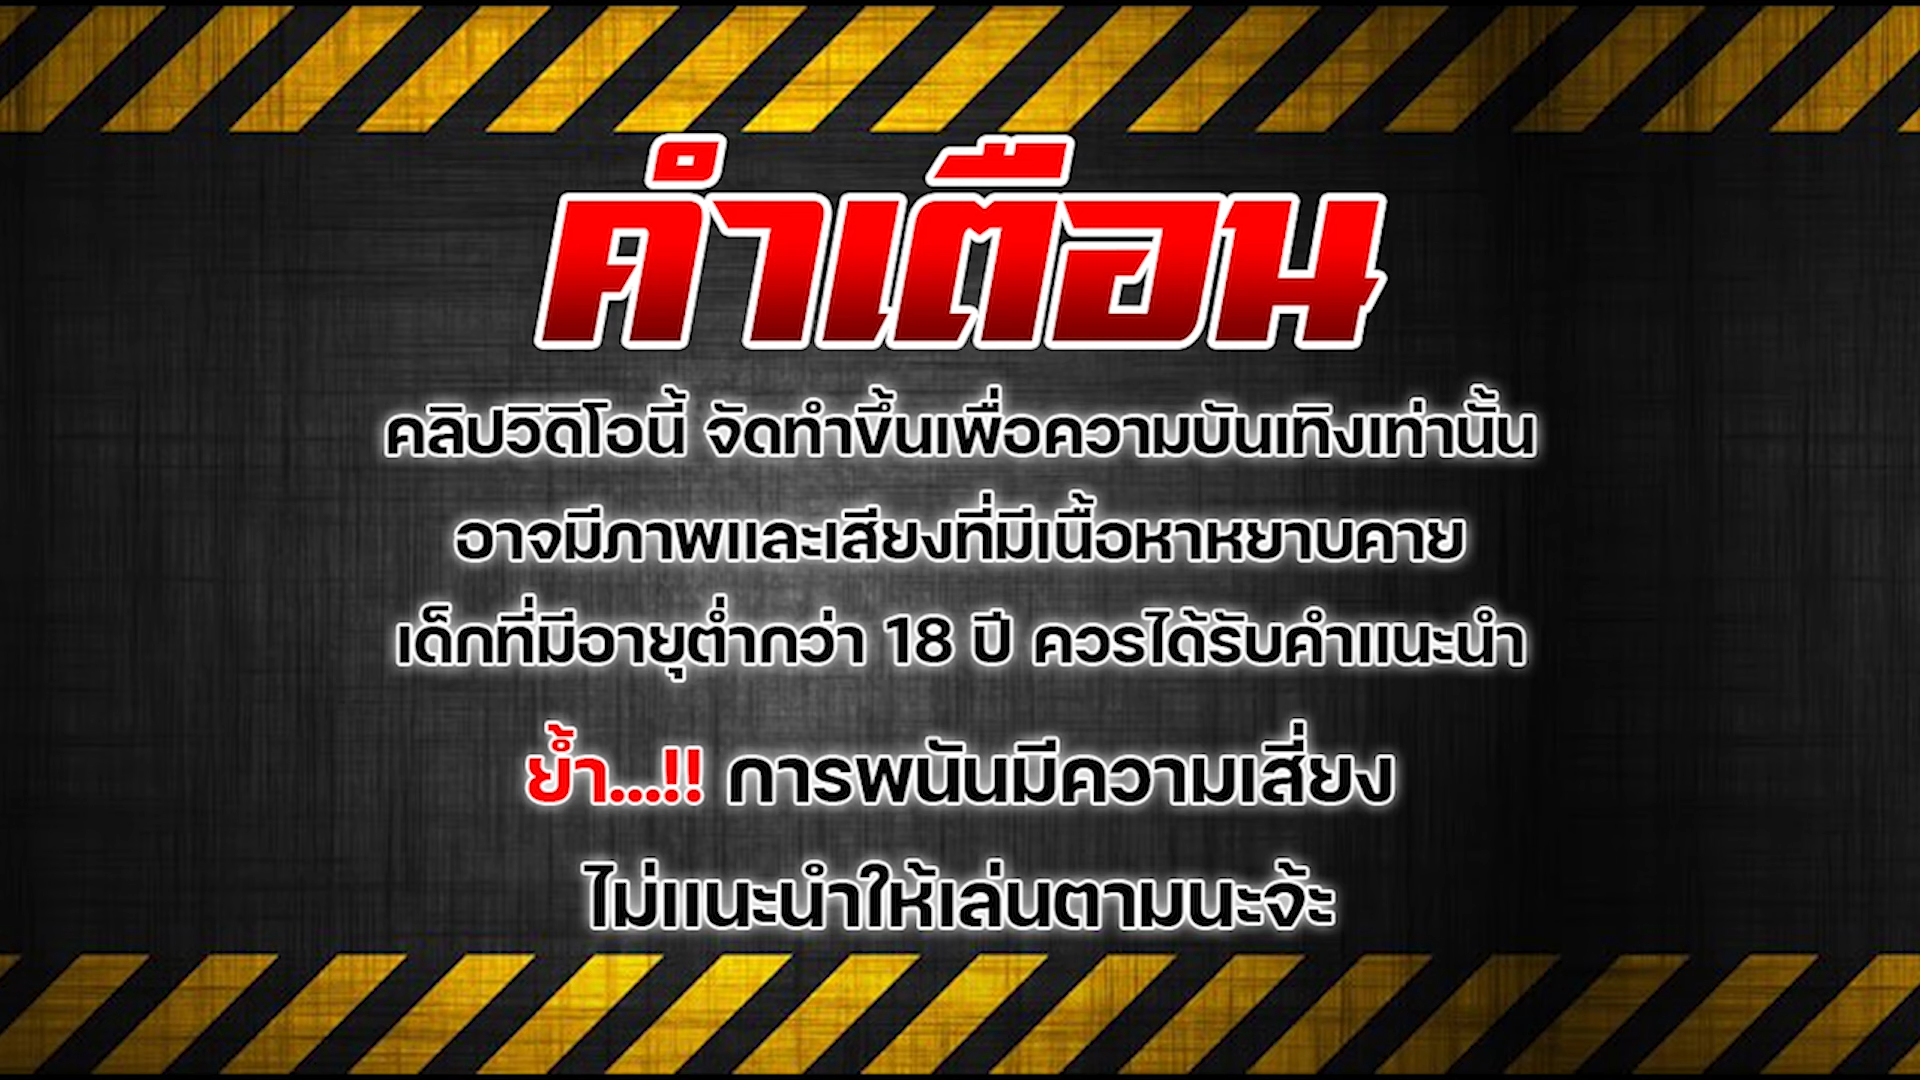 คำเตือน
คลิปวิดิโอนี้ จัดทำขึ้นเพื่อความบันเทิงเท่านั้น
อาจมีภาพและเสียงที่มีเนื้อหาหยาบคาย
เด็กที่มีอายุต่ำกว่า 18 ปี ควรได้รับคำแนะนำ
ย้ำ...!! การพนันมีความเสี่ยง
ไม่แนะนำให้เล่นตามนะจ้ะ